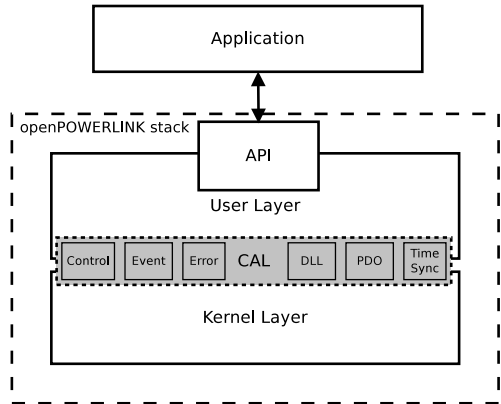 Application
openPOWERLINK stack
API
User Layer
Control Event Error CAL DLL PDO Time Sync
Kernel Layer